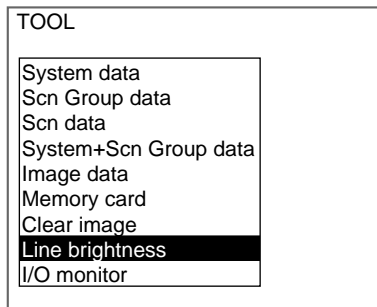 TOOL
System data
Scn Group data
Scn data
System+Scn Group data
Image data
Memory card
Clear image
Line brightness
I/O monitor